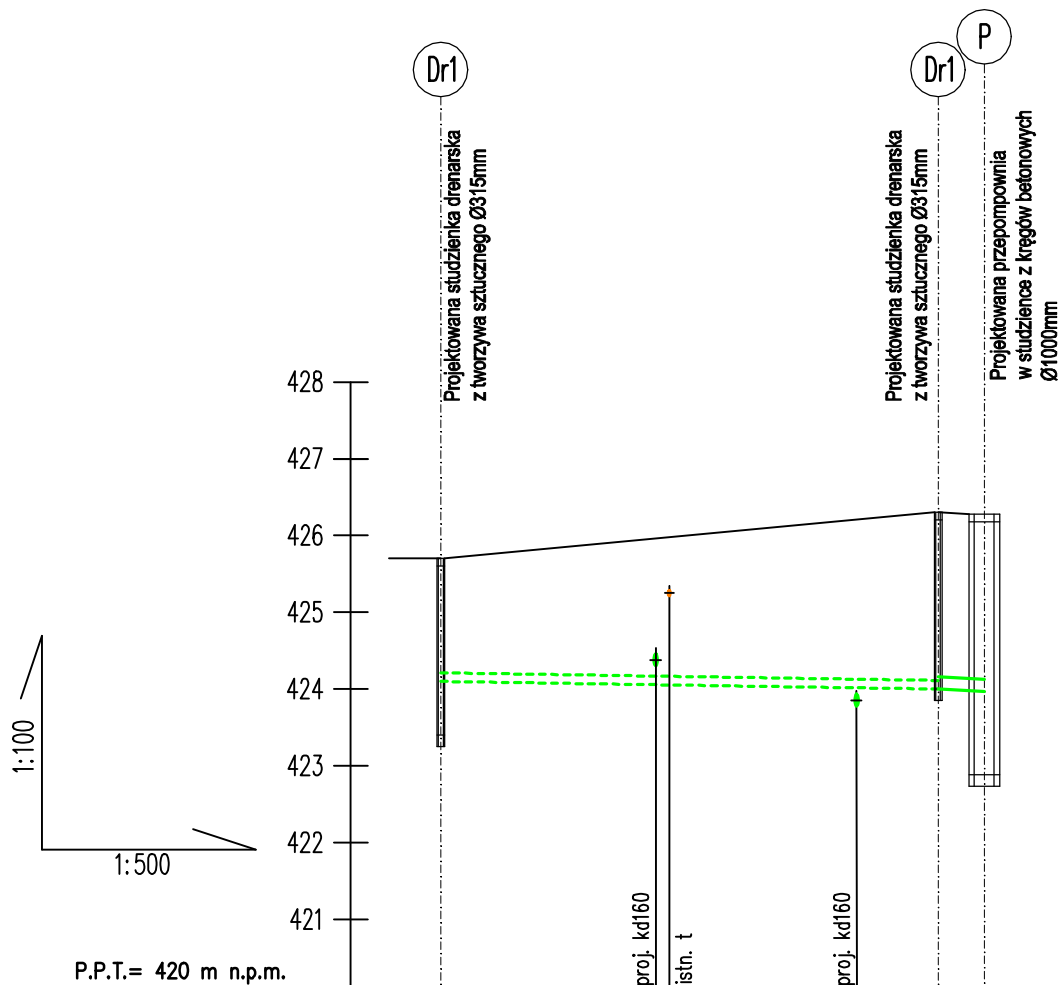 P
Dr1
Dr1
Projektowana studzienka drenarska
z tworzywa sztucznego Ø315mm
Projektowana studzienka drenarska
z tworzywa sztucznego Ø315mm
Projektowana przepompownia
w studzience z kręgów betonowych
Ø1000mm
428
427
426
425
424
423
422
421
1:100
1:500
proj. kd160
istn. t
proj. kd160
P.P.T.= 420 m n.p.m.